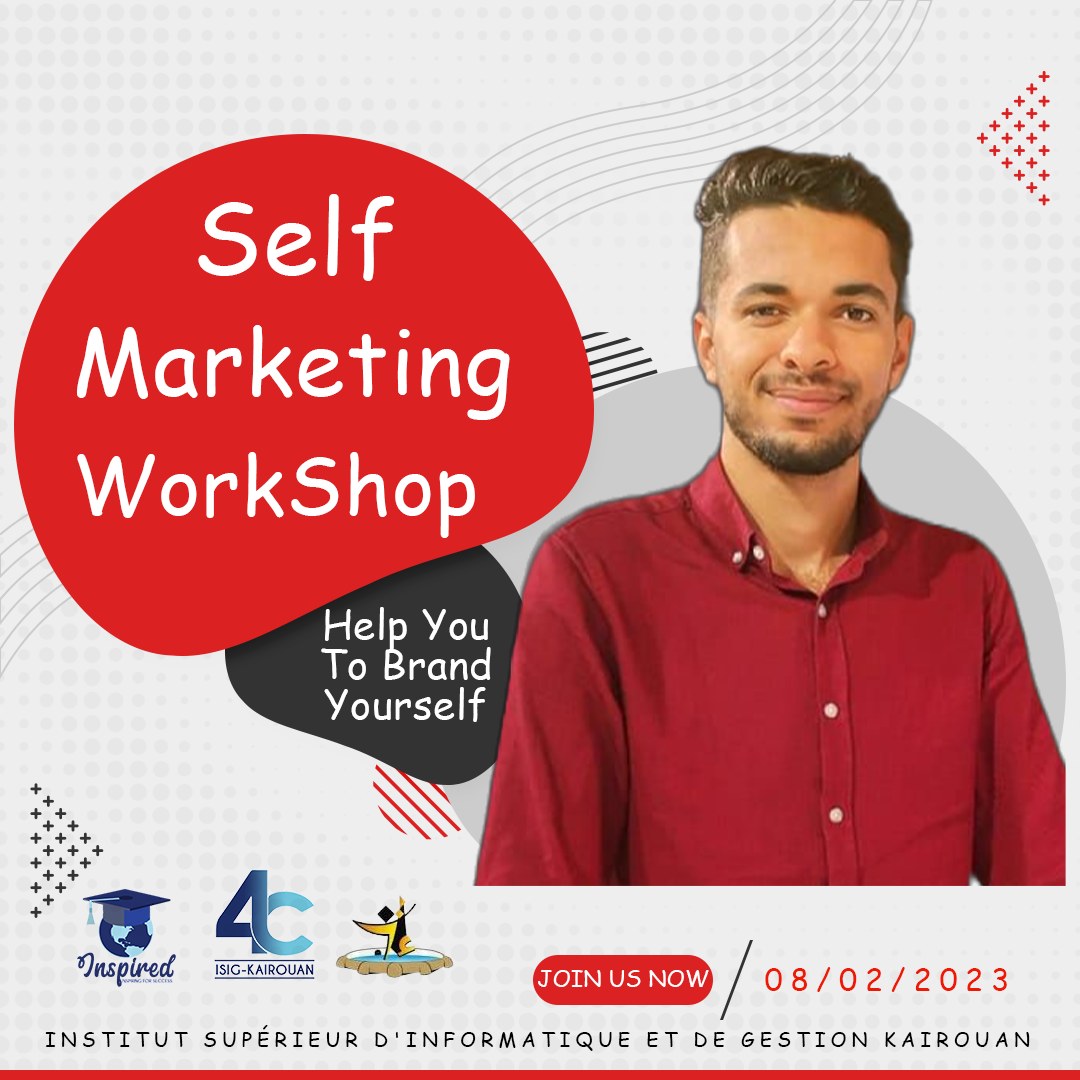 Self
Marketing
WorkShop
Help You
To Brand
Yourself
Inspired
4C
ISIG-KAIROUAN
JOIN US NOW
08/02/2023
INSTITUT SUPÉRIEUR D'INFORMATIQUE ET DE GESTION KAIROUAN